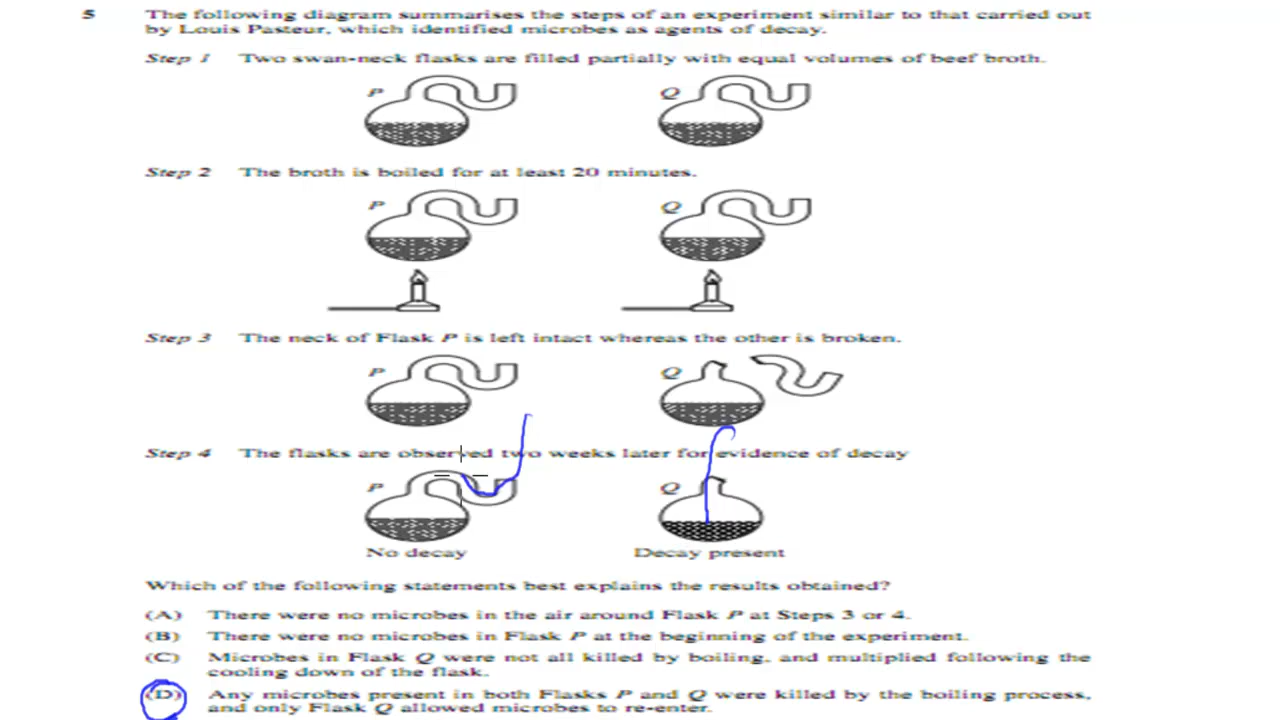 5 The following diagram summarises the steps of an experiment similar to that carried out
by Louis Pasteur, which identified microbes as agents of decay.
Step 1 Two swan-neck flasks are filled partially with equal volumes of beef broth.
P Q
Step 2 The broth is boiled for at least 20 minutes.
P Q
Step 3 The neck of Flask P is left intact whereas the other is broken.
P Q
Step 4 The flasks are observed two weeks later for evidence of decay
P Q
No decay Decay present
Which of the following statements best explains the results obtained?
(A) There were no microbes in the air around Flask P at Steps 3 or 4.
(B) There were no microbes in Flask P at the beginning of the experiment.
(C) Microbes in Flask Q were not all killed by boiling, and multiplied following the
cooling down of the flask.
(D) Any microbes present in both Flasks P and Q were killed by the boiling process,
and only Flask Q allowed microbes to re-enter.